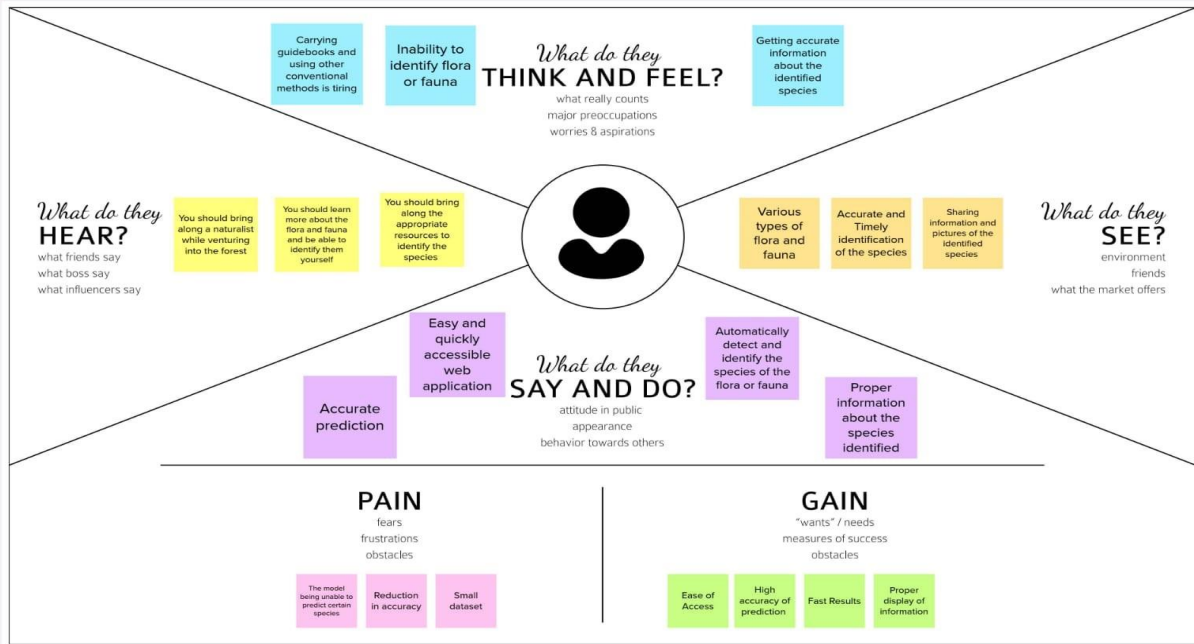 Carrying
guidebooks and
using other
conventional
methods is tiring
Inability to
identify flora
or fauna
What do they
THINK AND FEEL?
what really counts
major preoccupations
worries & aspirations
Getting accurate
information
about the
identified
species
What do they
HEAR?
what friends say
what boss say
what influencers say
You should bring
along a naturalist
while venturing
into the forest
You should learn
more about the
flora and fauna
and be able to
identify them
yourself
You should bring
along the
appropriate
resources to
identify the
species
Various
types of
flora and
fauna
Accurate and
Timely
identification
of the species
Sharing
information and
pictures of the
identified
species
What do they
SEE?
environment
friends
what the market offers
Easy and
quickly
accessible
web
application
Accurate
prediction
What do they
SAY AND DO?
attitude in public
appearance
behavior towards others
Automatically
detect and
identify the
species of the
flora or fauna
Proper
information
about the
species
identified
PAIN
fears
frustrations
obstacles
The model
being unable to
predict certain
species
Reduction
in accuracy
Small
dataset
GAIN
"wants" / needs
measures of success
obstacles
Ease of
Access
High
accuracy of
prediction
Fast Results
Proper
display of
information